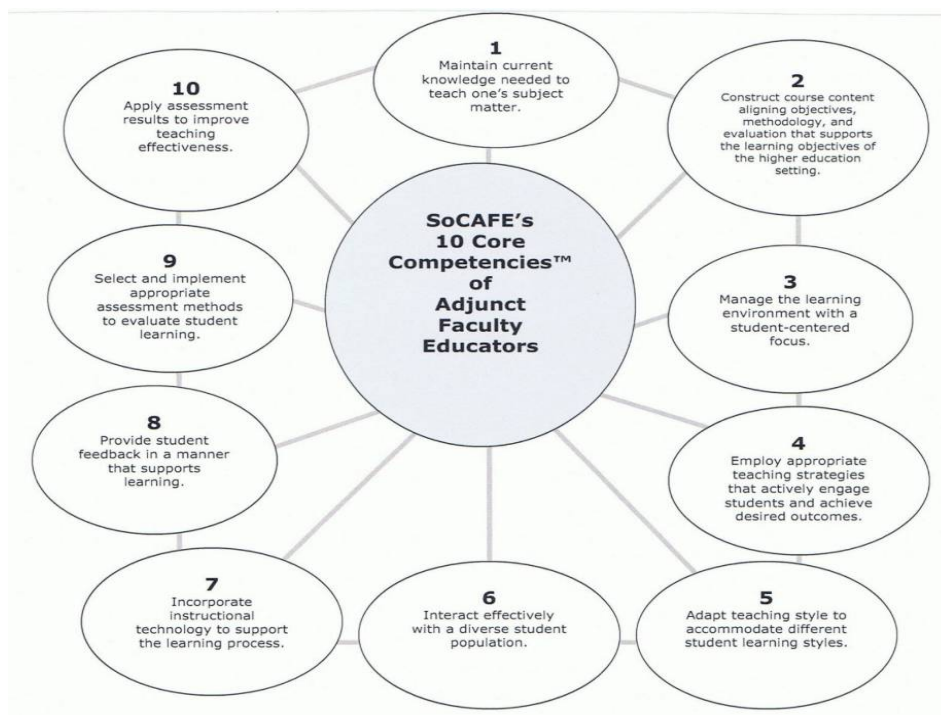 SoCAFE's
10 Core
Competencies™
of
Adjunct
Faculty
Educators
1
Maintain current
knowledge needed to
teach one's subject
matter.
2
Construct course content
aligning objectives,
methodology, and
evaluation that supports
the learning objectives of
the higher education
setting.
3
Manage the learning
environment with a
student-centered
focus.
4
Employ appropriate
teaching strategies
that actively engage
students and achieve
desired outcomes.
5
Adapt teaching style to
accommodate different
student learning styles.
6
Interact effectively
with a diverse student
population.
7
Incorporate
instructional
technology to support
the learning process.
8
Provide student
feedback in a manner
that supports
learning.
9
Select and implement
appropriate
assessment methods
to evaluate student
learning.
10
Apply assessment
results to improve
teaching
effectiveness.